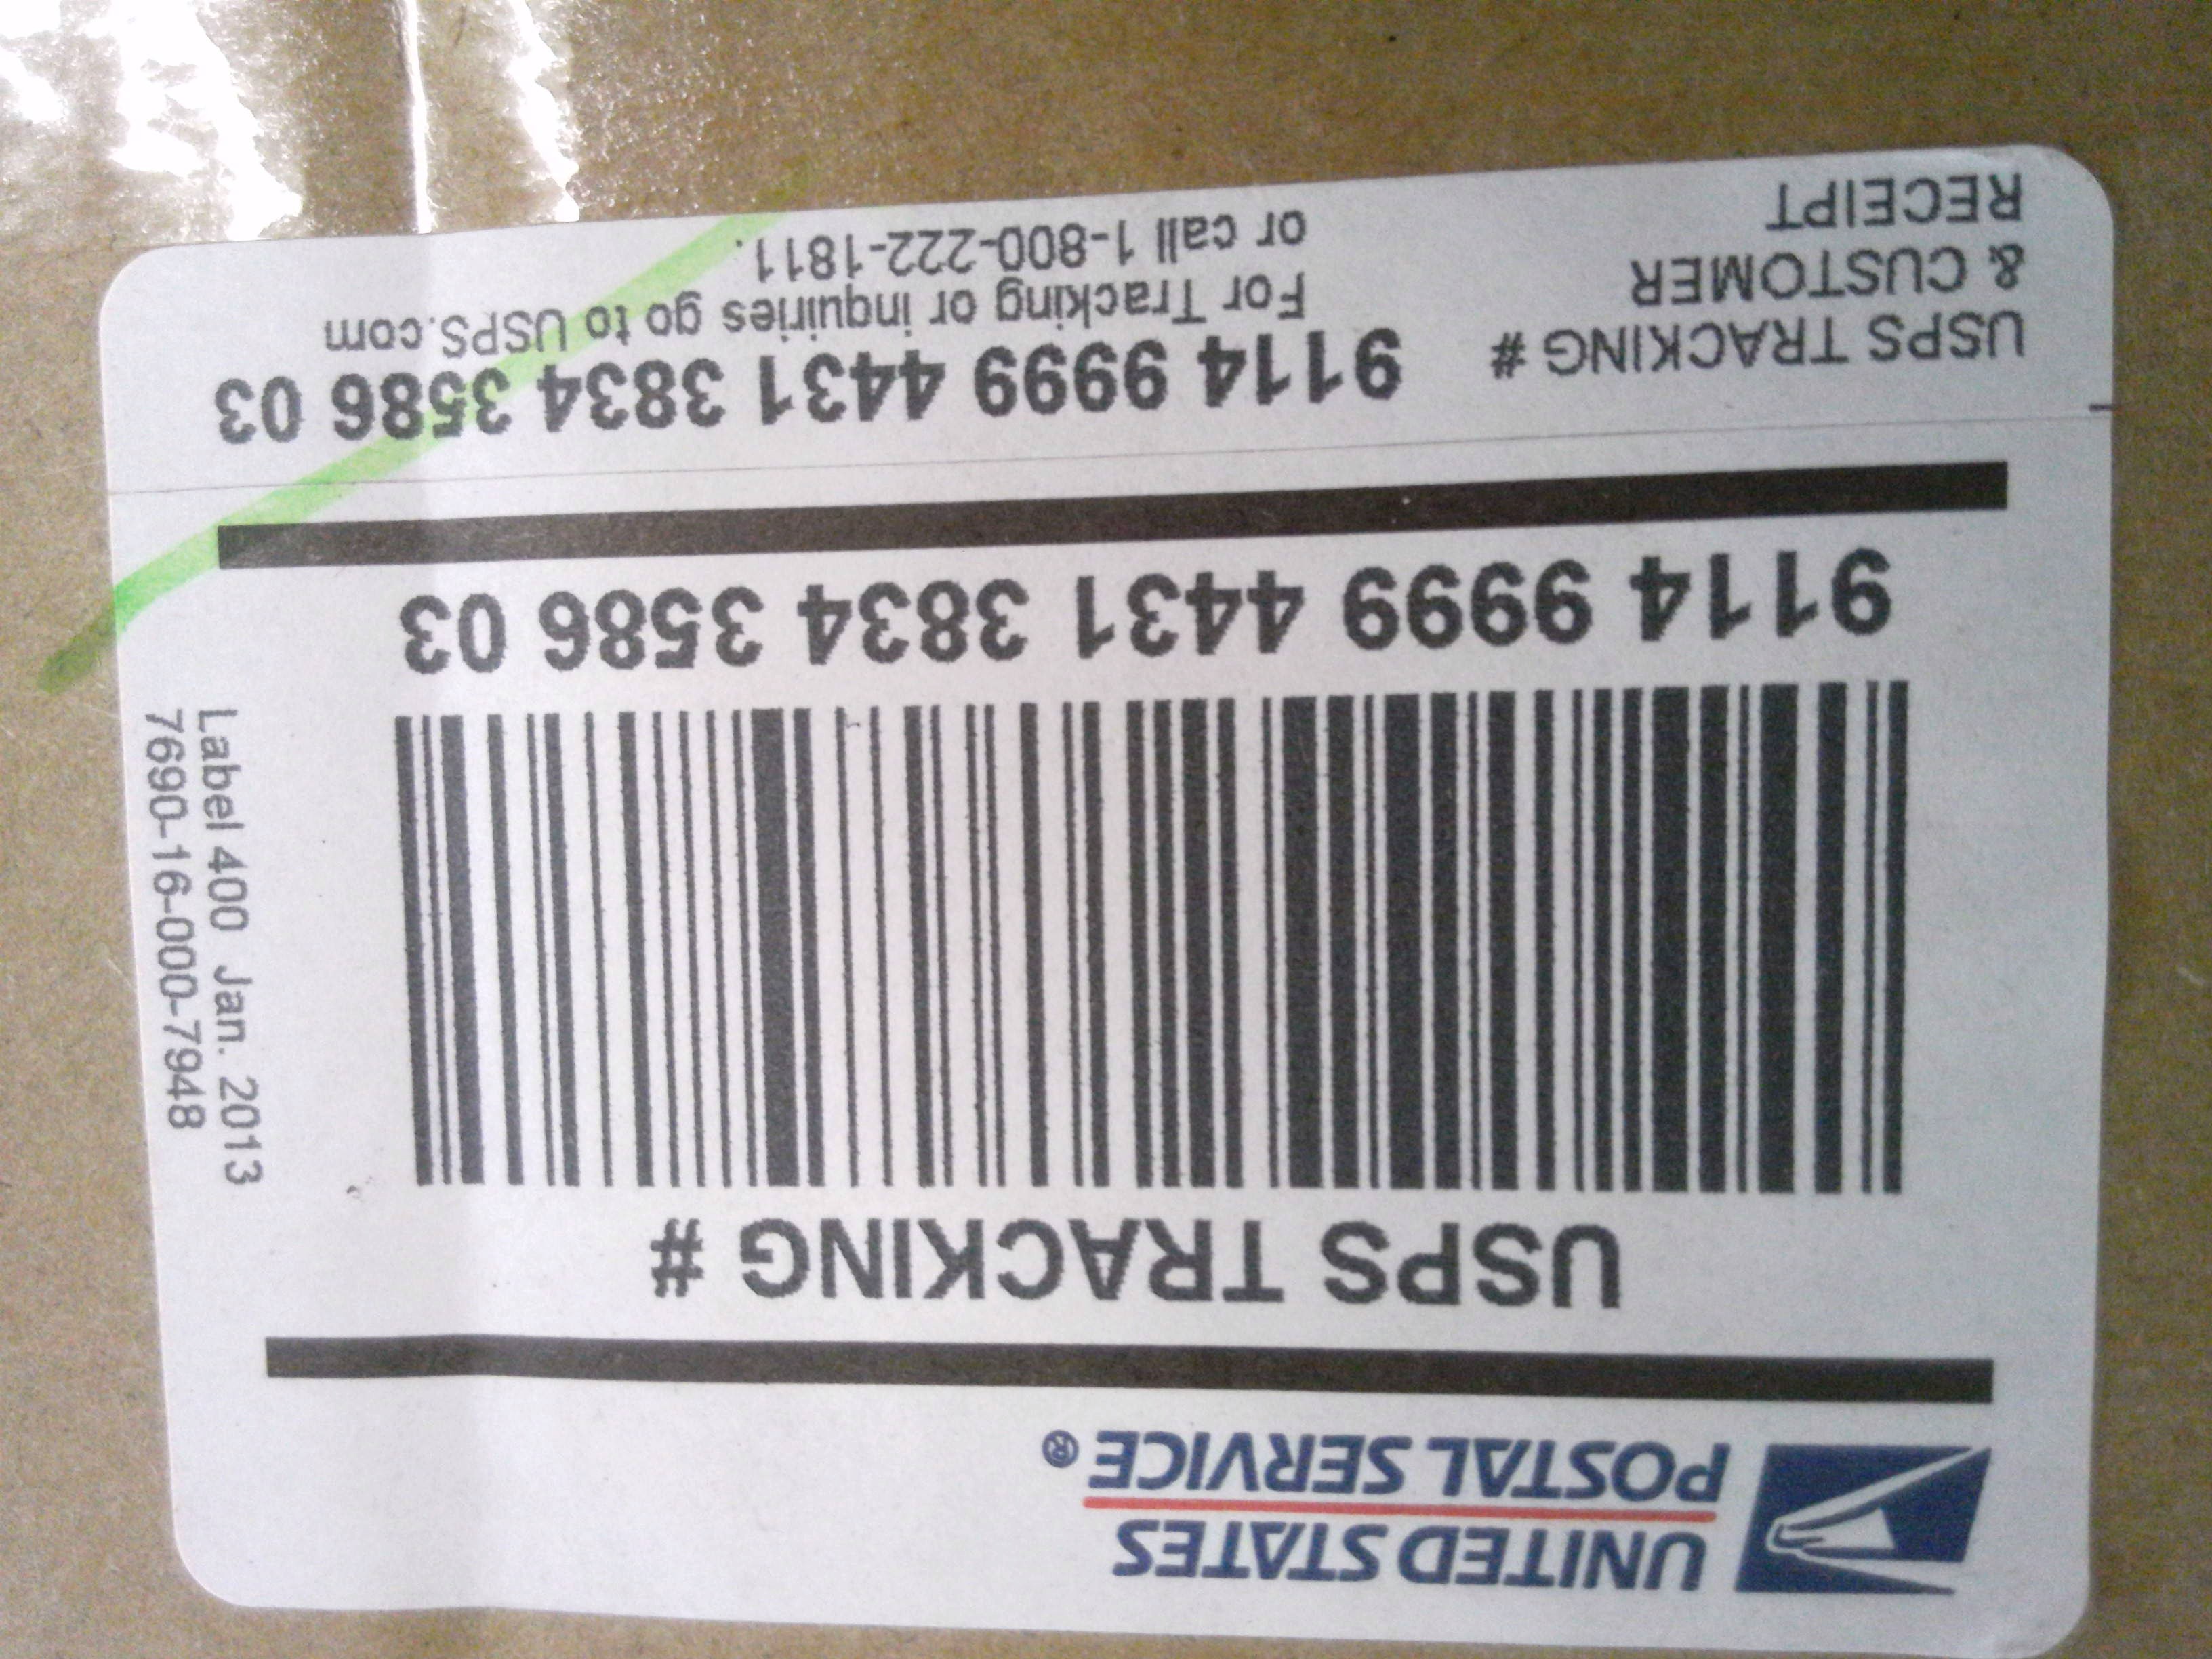 UNITED STATES
POSTAL SERVICE®
USPS TRACKING #
9114 9999 4431 3834 3586 03
Label 400 Jan. 2013
7690-16-000-7948
USPS TRACKING #
& CUSTOMER
RECEIPT
9114 9999 4431 3834 3586 03
For Tracking or inquiries go to USPS.com
or call 1-800-222-1811.